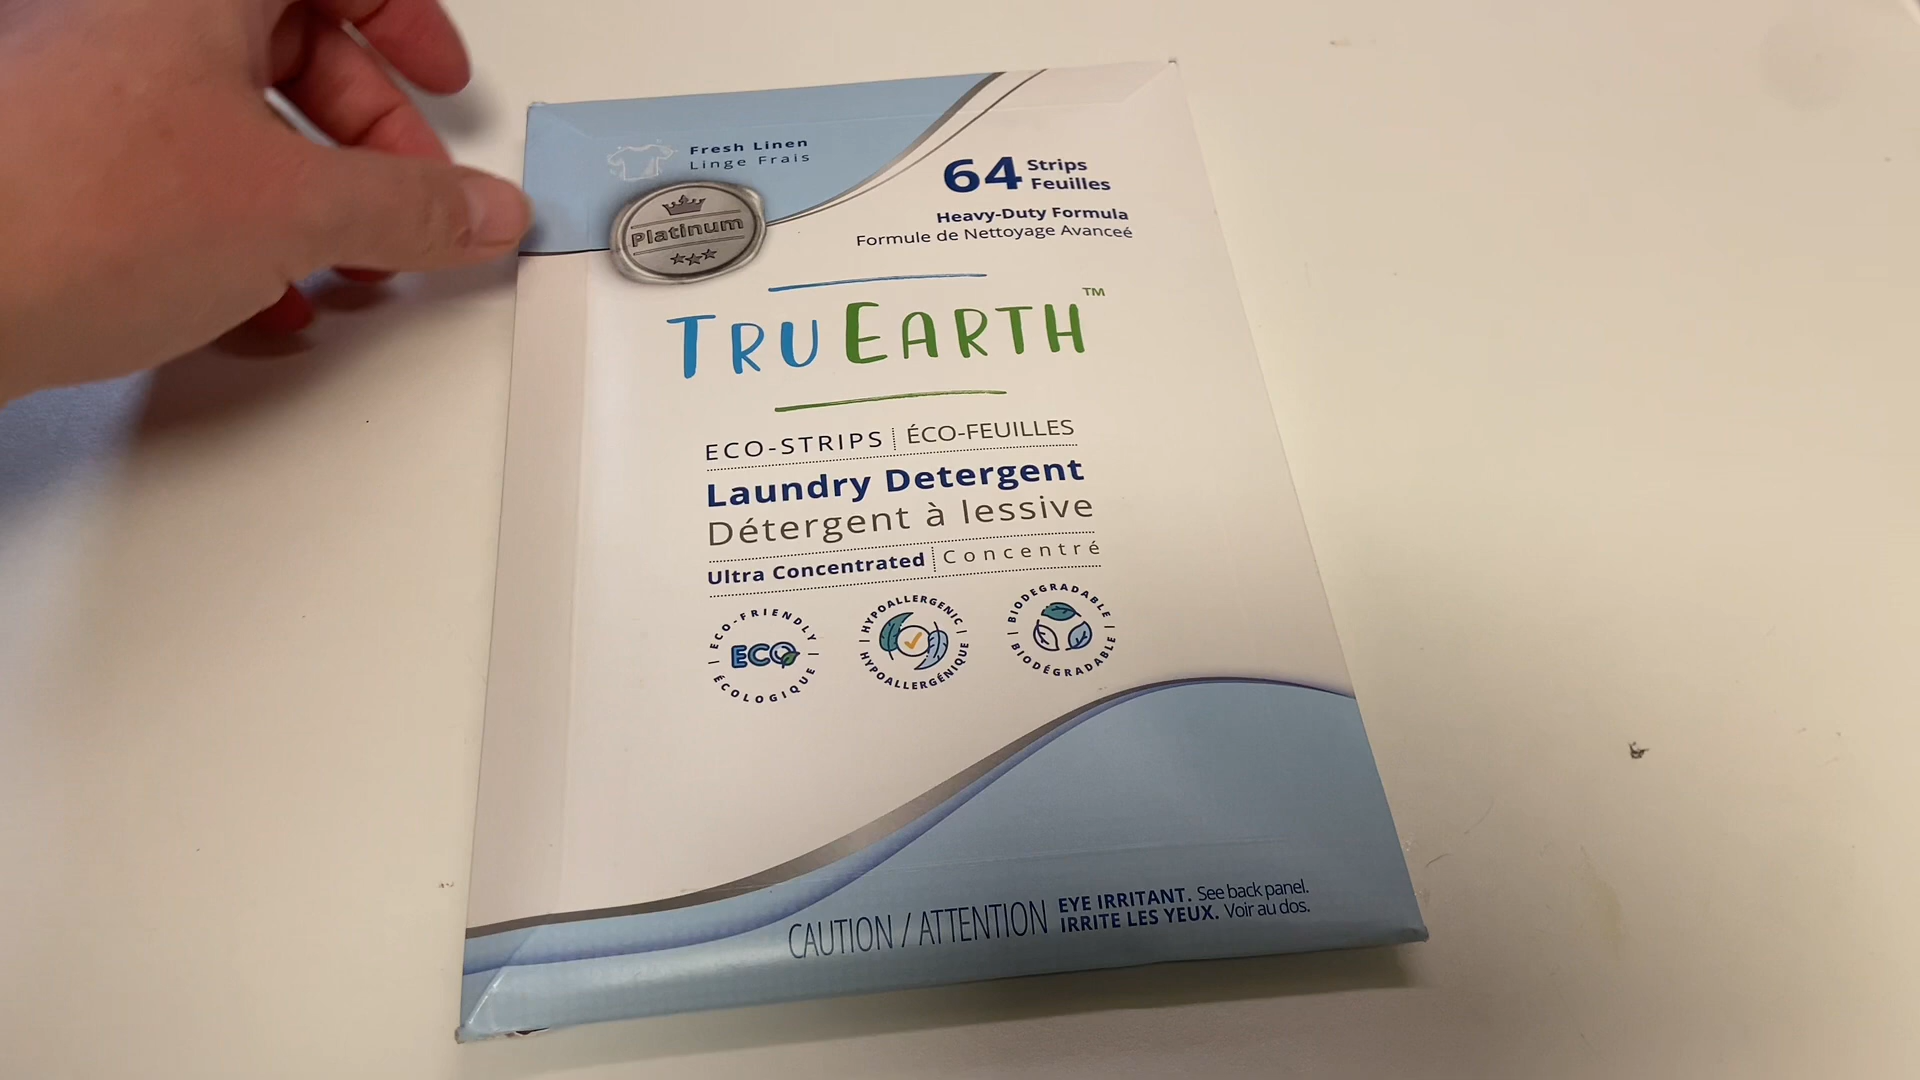 Fresh Linen
Linge Frais
Platinum
64 Strips
Feuilles
Heavy-Duty Formula
Formule de Nettoyage Avanceé
TRUEARTH™
ECO-STRIPS | ÉCO-FEUILLES
Laundry Detergent
Détergent à lessive
Ultra Concentrated | Concentré
ECO-FRIENDLY
ECO
ÉCOLOGIQUE
HYPOALLERGENIC
HYPOALLERGÉNIQUE
BIODEGRADABLE
BIODÉGRADABLE
CAUTION / ATTENTION
EYE IRRITANT. See back panel.
IRRITE LES YEUX. Voir au dos.